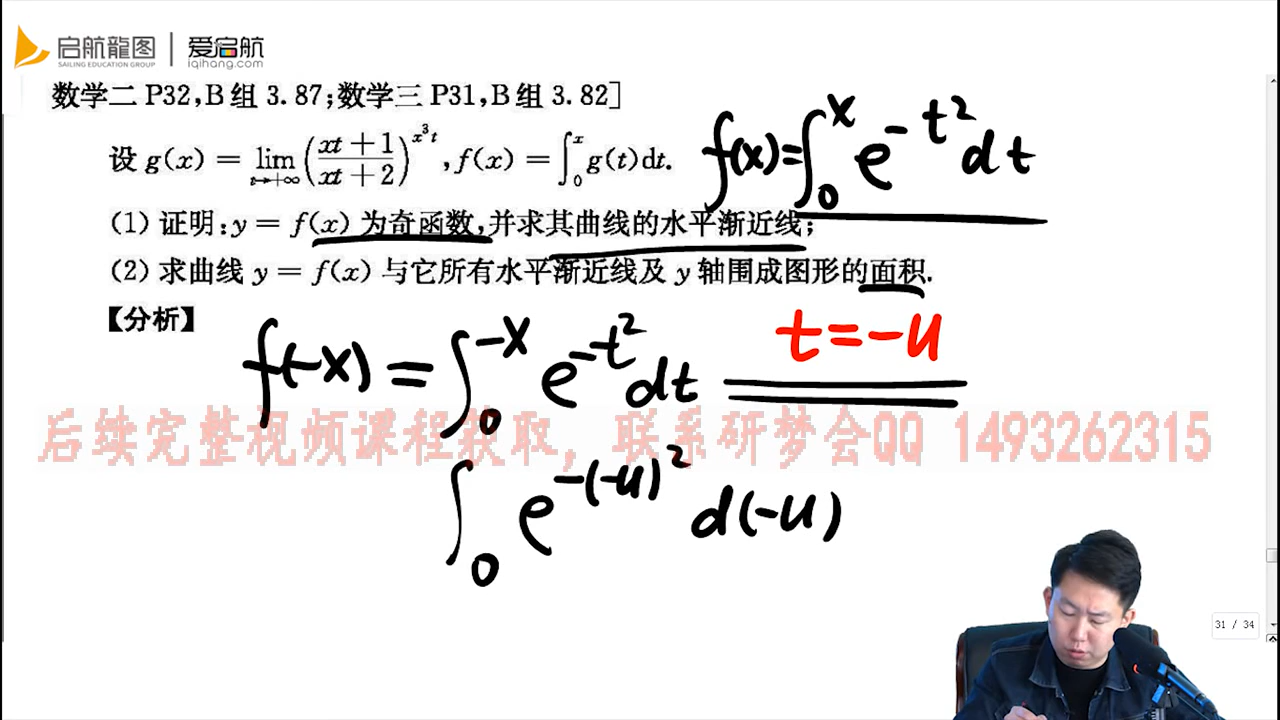 启航龍图 | 爱启航
SAILING EDUCATION GROUP iqihang.com
数学二 P32,B组 3.87;数学三 P31,B组 3.82]
设 g(x) = lim_{t→+∞} ((xt+1)/(xt+2))^{x³t}, f(x) = ∫_0^x g(t)dt.
f(x)=∫_0^x e^{-t²}dt
(1) 证明:y = f(x) 为奇函数,并求其曲线的水平渐近线;
(2) 求曲线 y = f(x) 与它所有水平渐近线及 y 轴围成图形的面积.
【分析】
t=-u
f(-x) = ∫_0^{-x} e^{-t²}dt =
后续完整视频课程获取，联系研梦会QQ 1493262315
∫_0 e^{-(-u)²} d(-u)
31 / 34